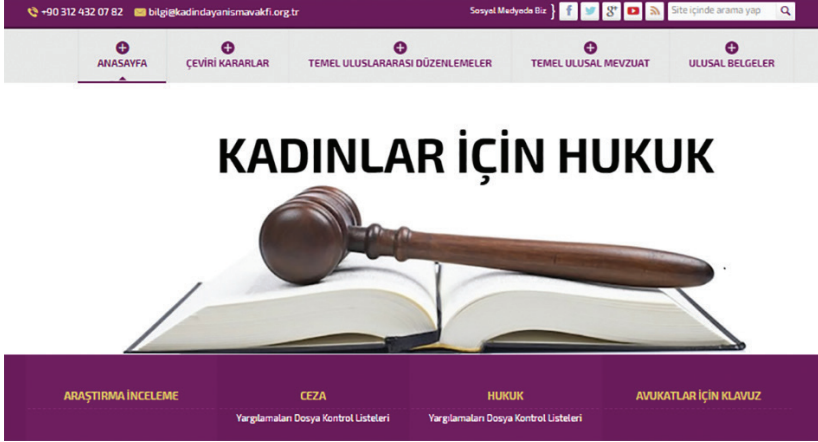 +90 312 432 07 82 bilgi@kadindayanismavakfi.org.tr Sosyal Medyada Biz } Site içinde arama yap
ANASAYFA ÇEVİRİ KARARLAR TEMEL ULUSLARARASI DÜZENLEMELER TEMEL ULUSAL MEVZUAT ULUSAL BELGELER
KADINLAR İÇİN HUKUK
ARAŞTIRMA İNCELEME CEZA HUKUK AVUKATLAR İÇİN KLAVUZ
Yargılamaları Dosya Kontrol Listeleri Yargılamaları Dosya Kontrol Listeleri